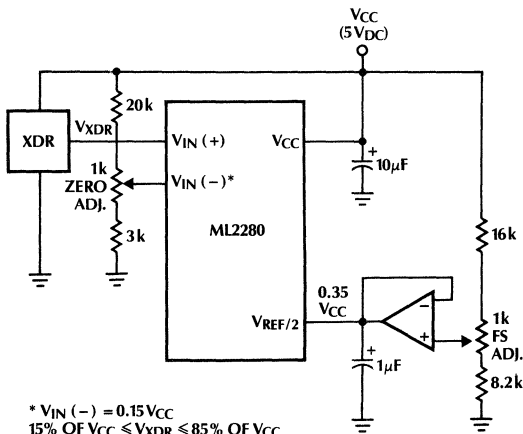 VCC
(5VDC)
20k
XDR
VXDR
VIN (+)
VCC
+
10μF
1k
ZERO
ADJ.
VIN (−)*
16k
3k
ML2280
0.35
VCC
VREF/2
−
+
1k
FS
ADJ.
+
1μF
8.2k
* VIN (−) = 0.15VCC
15% OF VCC ≤ VXDR ≤ 85% OF VCC